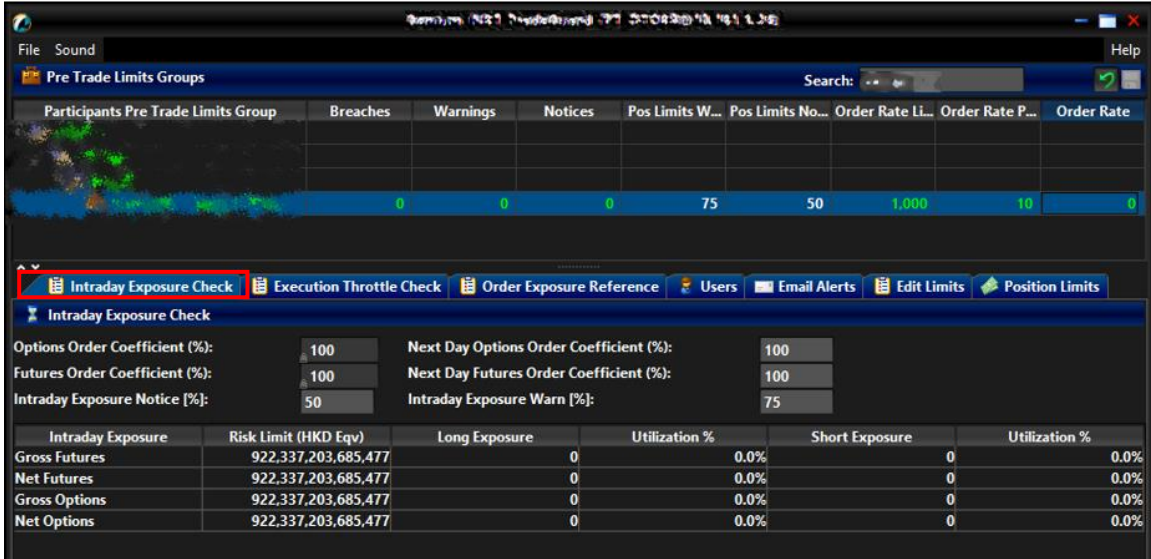 File Sound Help
Pre Trade Limits Groups Search:
Participants Pre Trade Limits Group Breaches Warnings Notices Pos Limits W... Pos Limits No... Order Rate Li... Order Rate P... Order Rate
0 0 0 75 50 1,000 10 0
Intraday Exposure Check Execution Throttle Check Order Exposure Reference Users Email Alerts Edit Limits Position Limits
Intraday Exposure Check
Options Order Coefficient (%): 100 Next Day Options Order Coefficient (%): 100
Futures Order Coefficient (%): 100 Next Day Futures Order Coefficient (%): 100
Intraday Exposure Notice [%]: 50 Intraday Exposure Warn [%]: 75
Intraday Exposure Risk Limit (HKD Eqv) Long Exposure Utilization % Short Exposure Utilization %
Gross Futures 922,337,203,685,477 0 0.0% 0 0.0%
Net Futures 922,337,203,685,477 0 0.0% 0 0.0%
Gross Options 922,337,203,685,477 0 0.0% 0 0.0%
Net Options 922,337,203,685,477 0 0.0% 0 0.0%